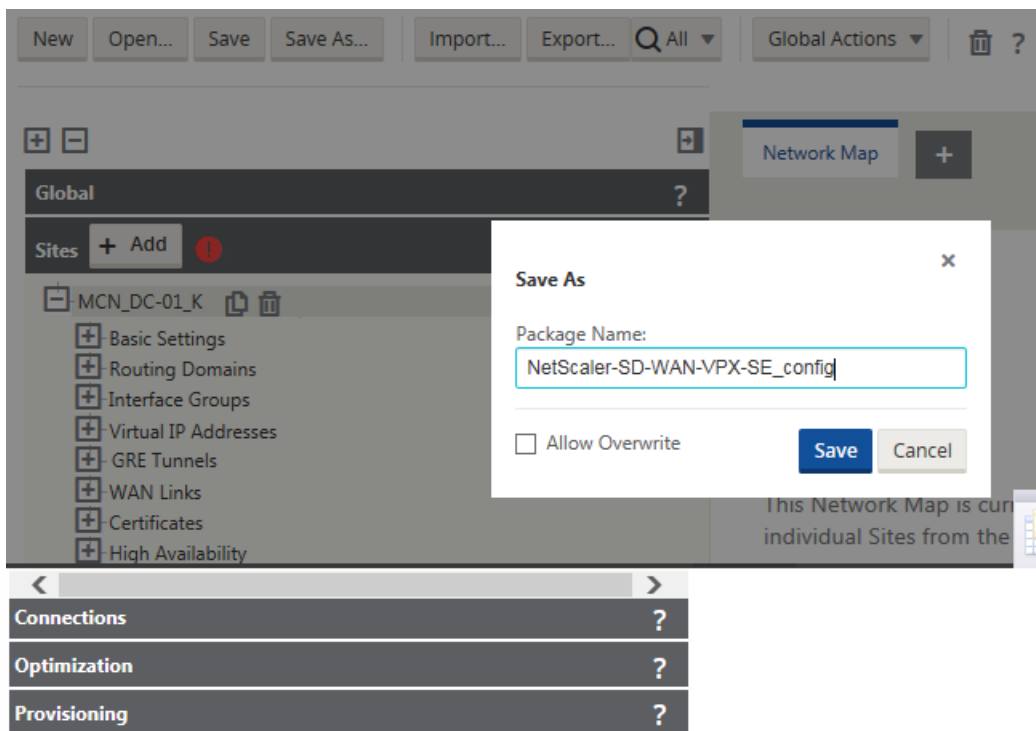 New Open... Save Save As... Import... Export... All Global Actions ?
Network Map +
Global ?
Sites + Add !
MCN_DC-01_K
Basic Settings
Routing Domains
Interface Groups
Virtual IP Addresses
GRE Tunnels
WAN Links
Certificates
High Availability
Save As ×
Package Name:
NetScaler-SD-WAN-VPX-SE_config
Allow Overwrite Save Cancel
This Network Map is
individual Sites from the
Connections ?
Optimization ?
Provisioning ?